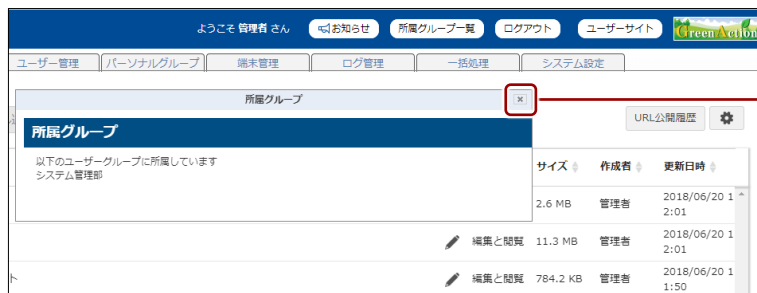 ようこそ 管理者 さん お知らせ 所属グループ一覧 ログアウト ユーザーサイト GreenAction
ユーザー管理 パーソナルグループ 端末管理 ログ管理 一括処理 システム設定
所属グループ ×
URL公開履歴
所属グループ
以下のユーザーグループに所属しています
システム管理部
サイズ 作成者 更新日時
2.6 MB 管理者 2018/06/20 1
2:01
編集と閲覧 11.3 MB 管理者 2018/06/20 1
2:01
ト 編集と閲覧 784.2 KB 管理者 2018/06/20 1
1:50